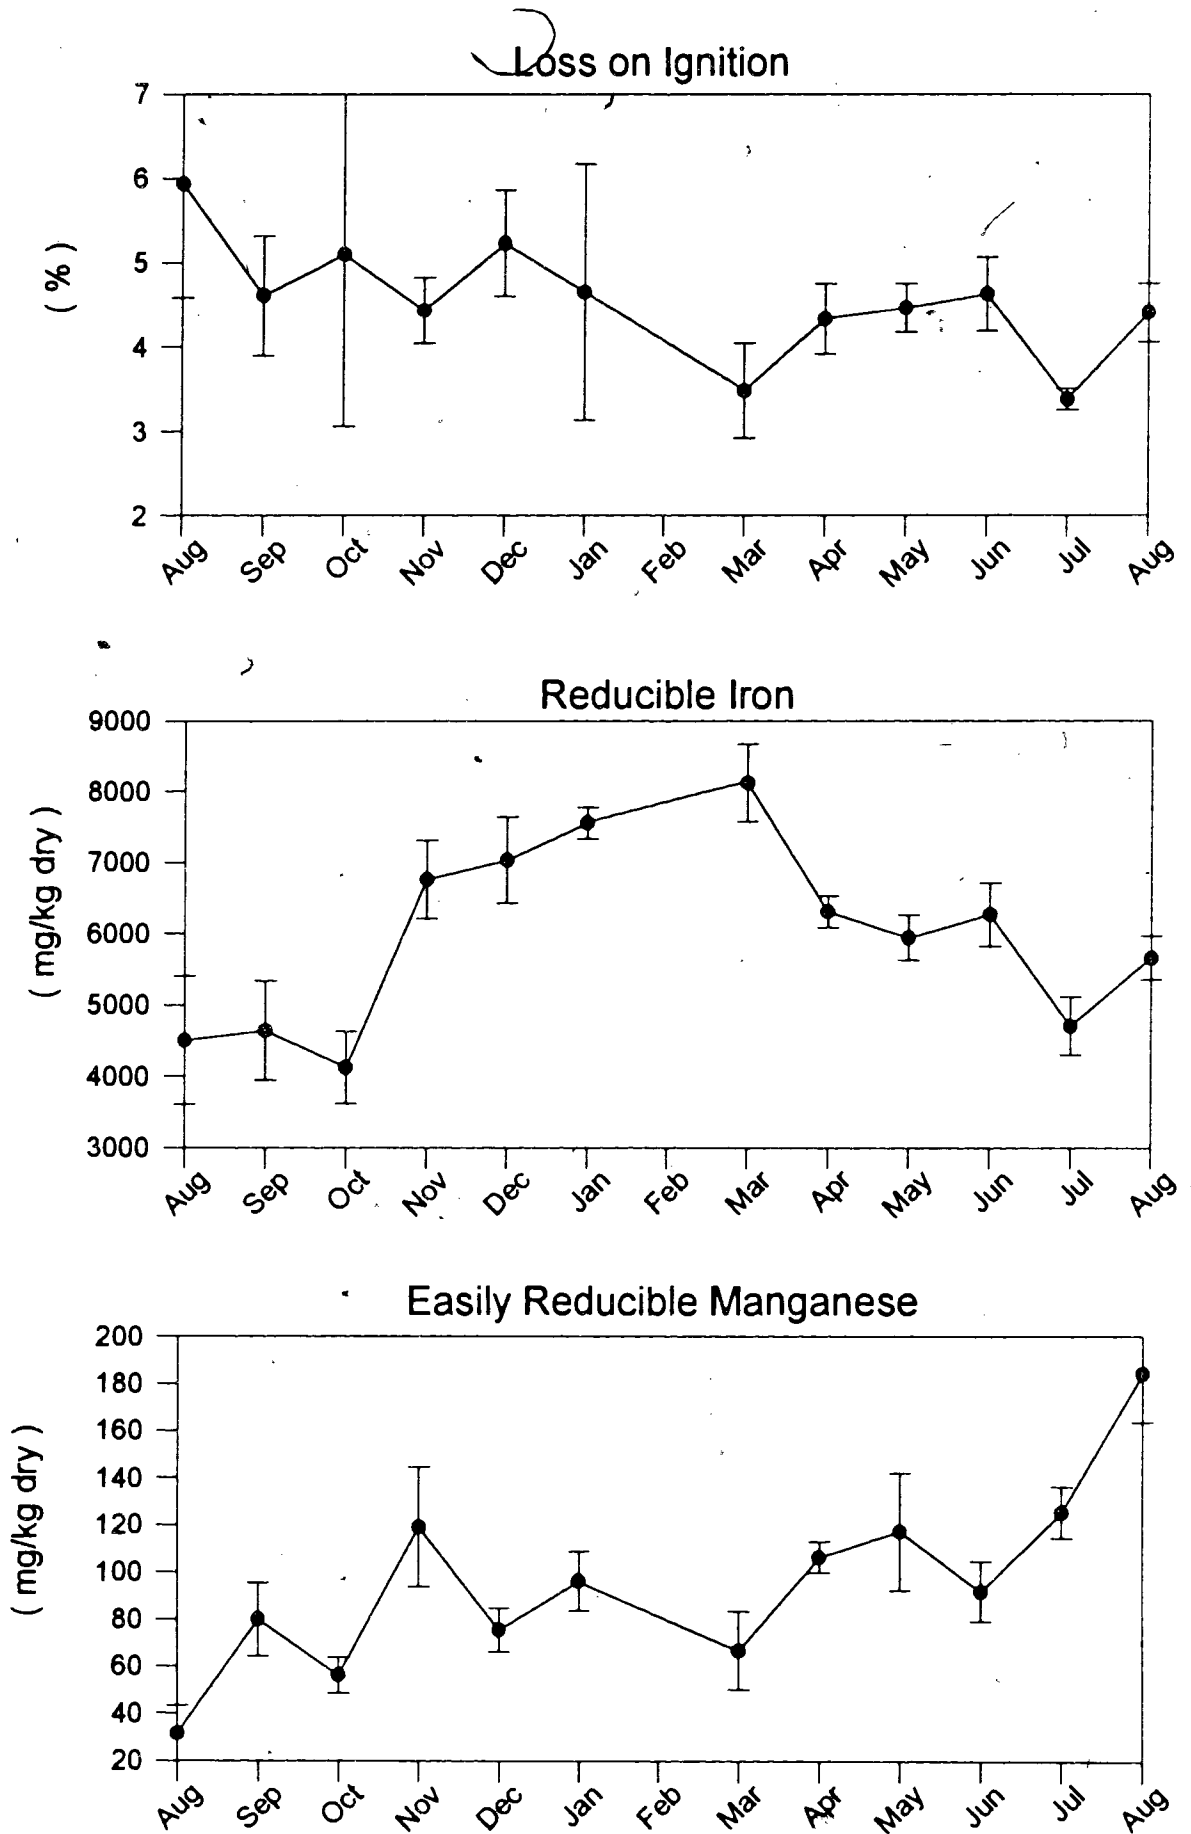 Loss on Ignition
7
6
5
4
3
2
( % )
Aug Sep Oct Nov Dec Jan Feb Mar Apr May Jun Jul Aug
Reducible Iron
9000
8000
7000
6000
5000
4000
3000
( mg/kg dry )
Aug Sep Oct Nov Dec Jan Feb Mar Apr May Jun Jul Aug
Easily Reducible Manganese
200
180
160
140
120
100
80
60
40
20
( mg/kg dry )
Aug Sep Oct Nov Dec Jan Feb Mar Apr May Jun Jul Aug